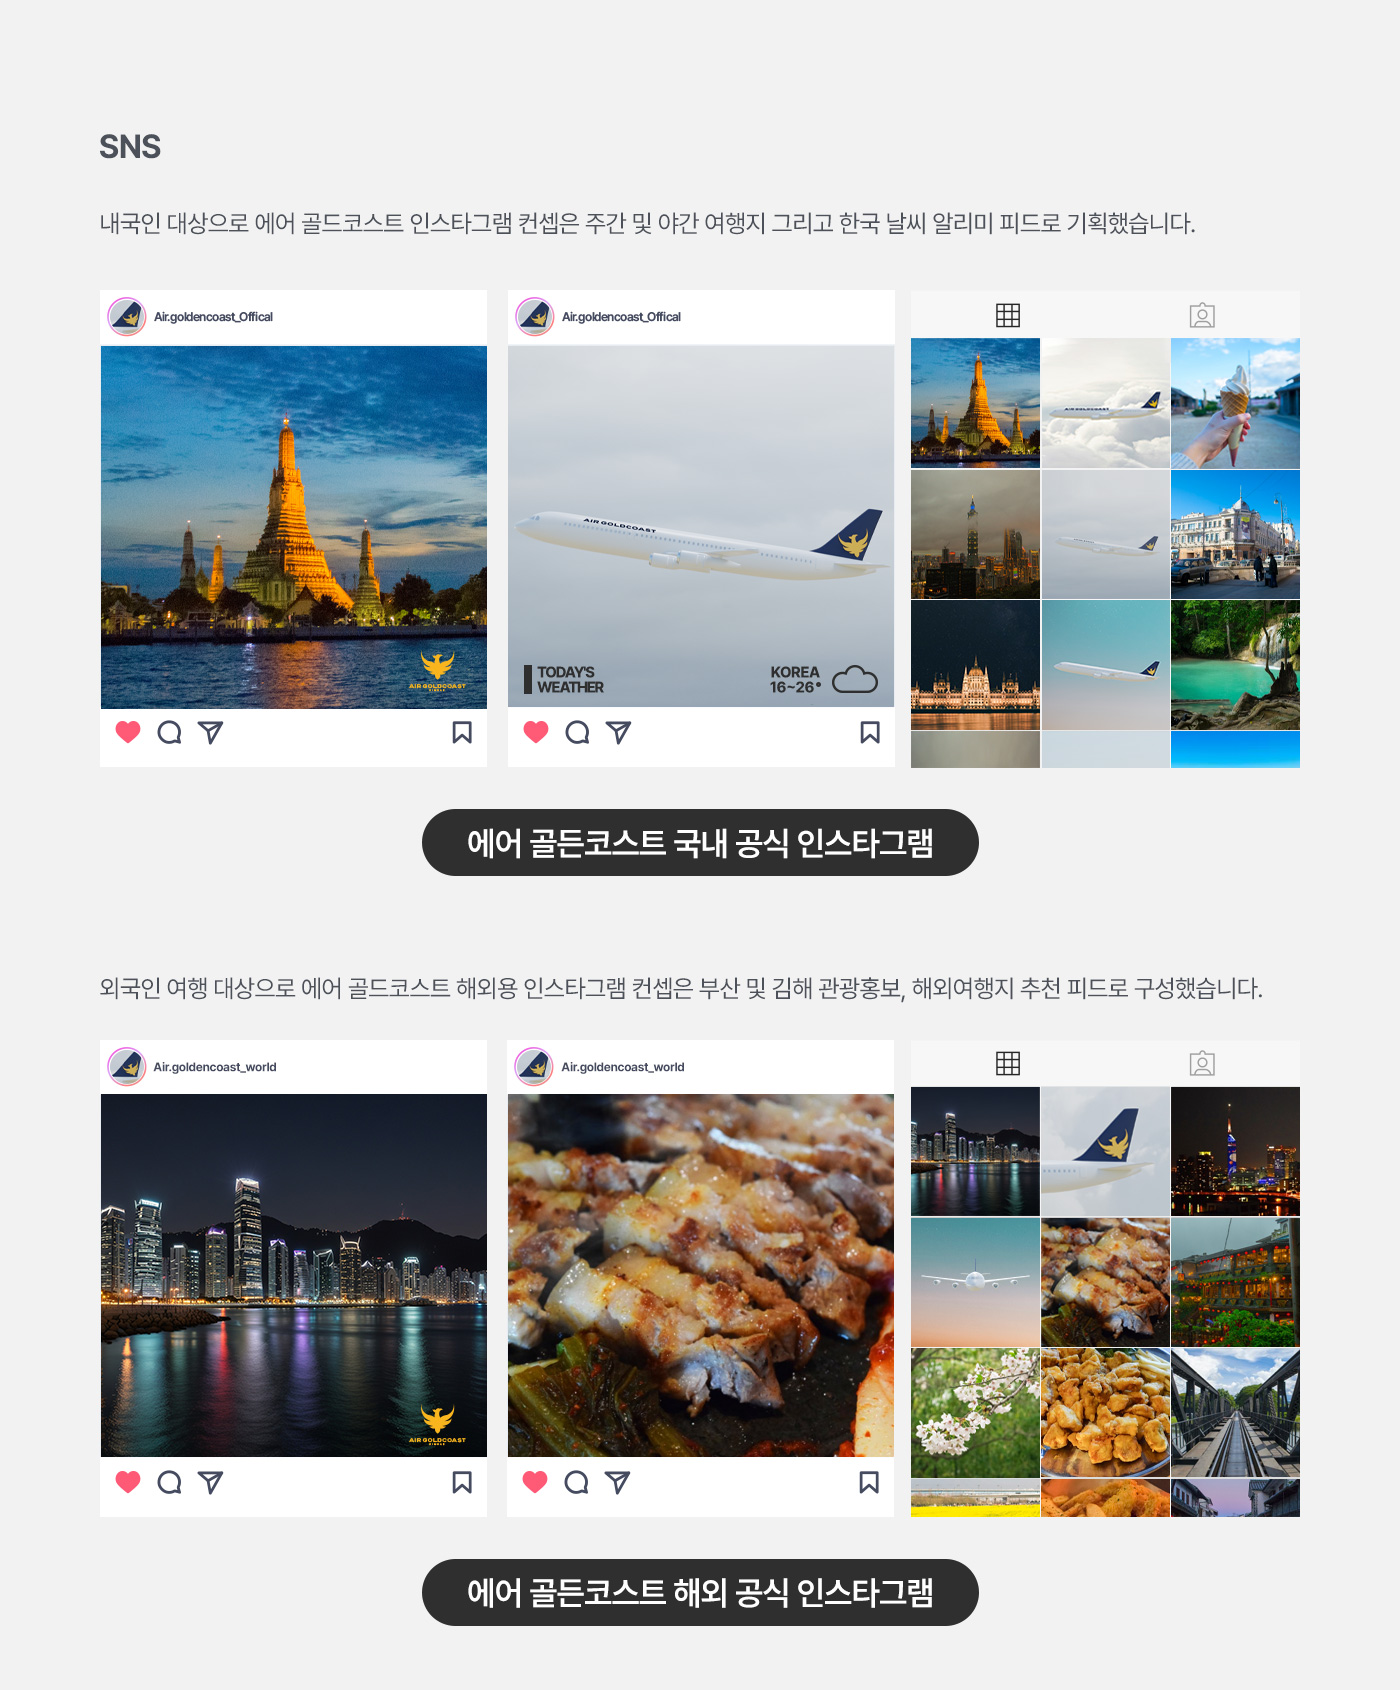 SNS
내국인 대상으로 에어 골드코스트 인스타그램 컨셉은 주간 및 야간 여행지 그리고 한국 날씨 알리미 피드로 기획했습니다.
Air.goldencoast_Offical
Air.goldencoast_Offical
AIR GOLDCOAST
AIR GOLDCOAST
AIR GOLDCOAST
TODAY'S
WEATHER
KOREA
16~26°
에어 골든코스트 국내 공식 인스타그램
외국인 여행 대상으로 에어 골드코스트 해외용 인스타그램 컨셉은 부산 및 김해 관광홍보, 해외여행지 추천 피드로 구성했습니다.
Air.goldencoast_world
Air.goldencoast_world
AIR GOLDCOAST
에어 골든코스트 해외 공식 인스타그램